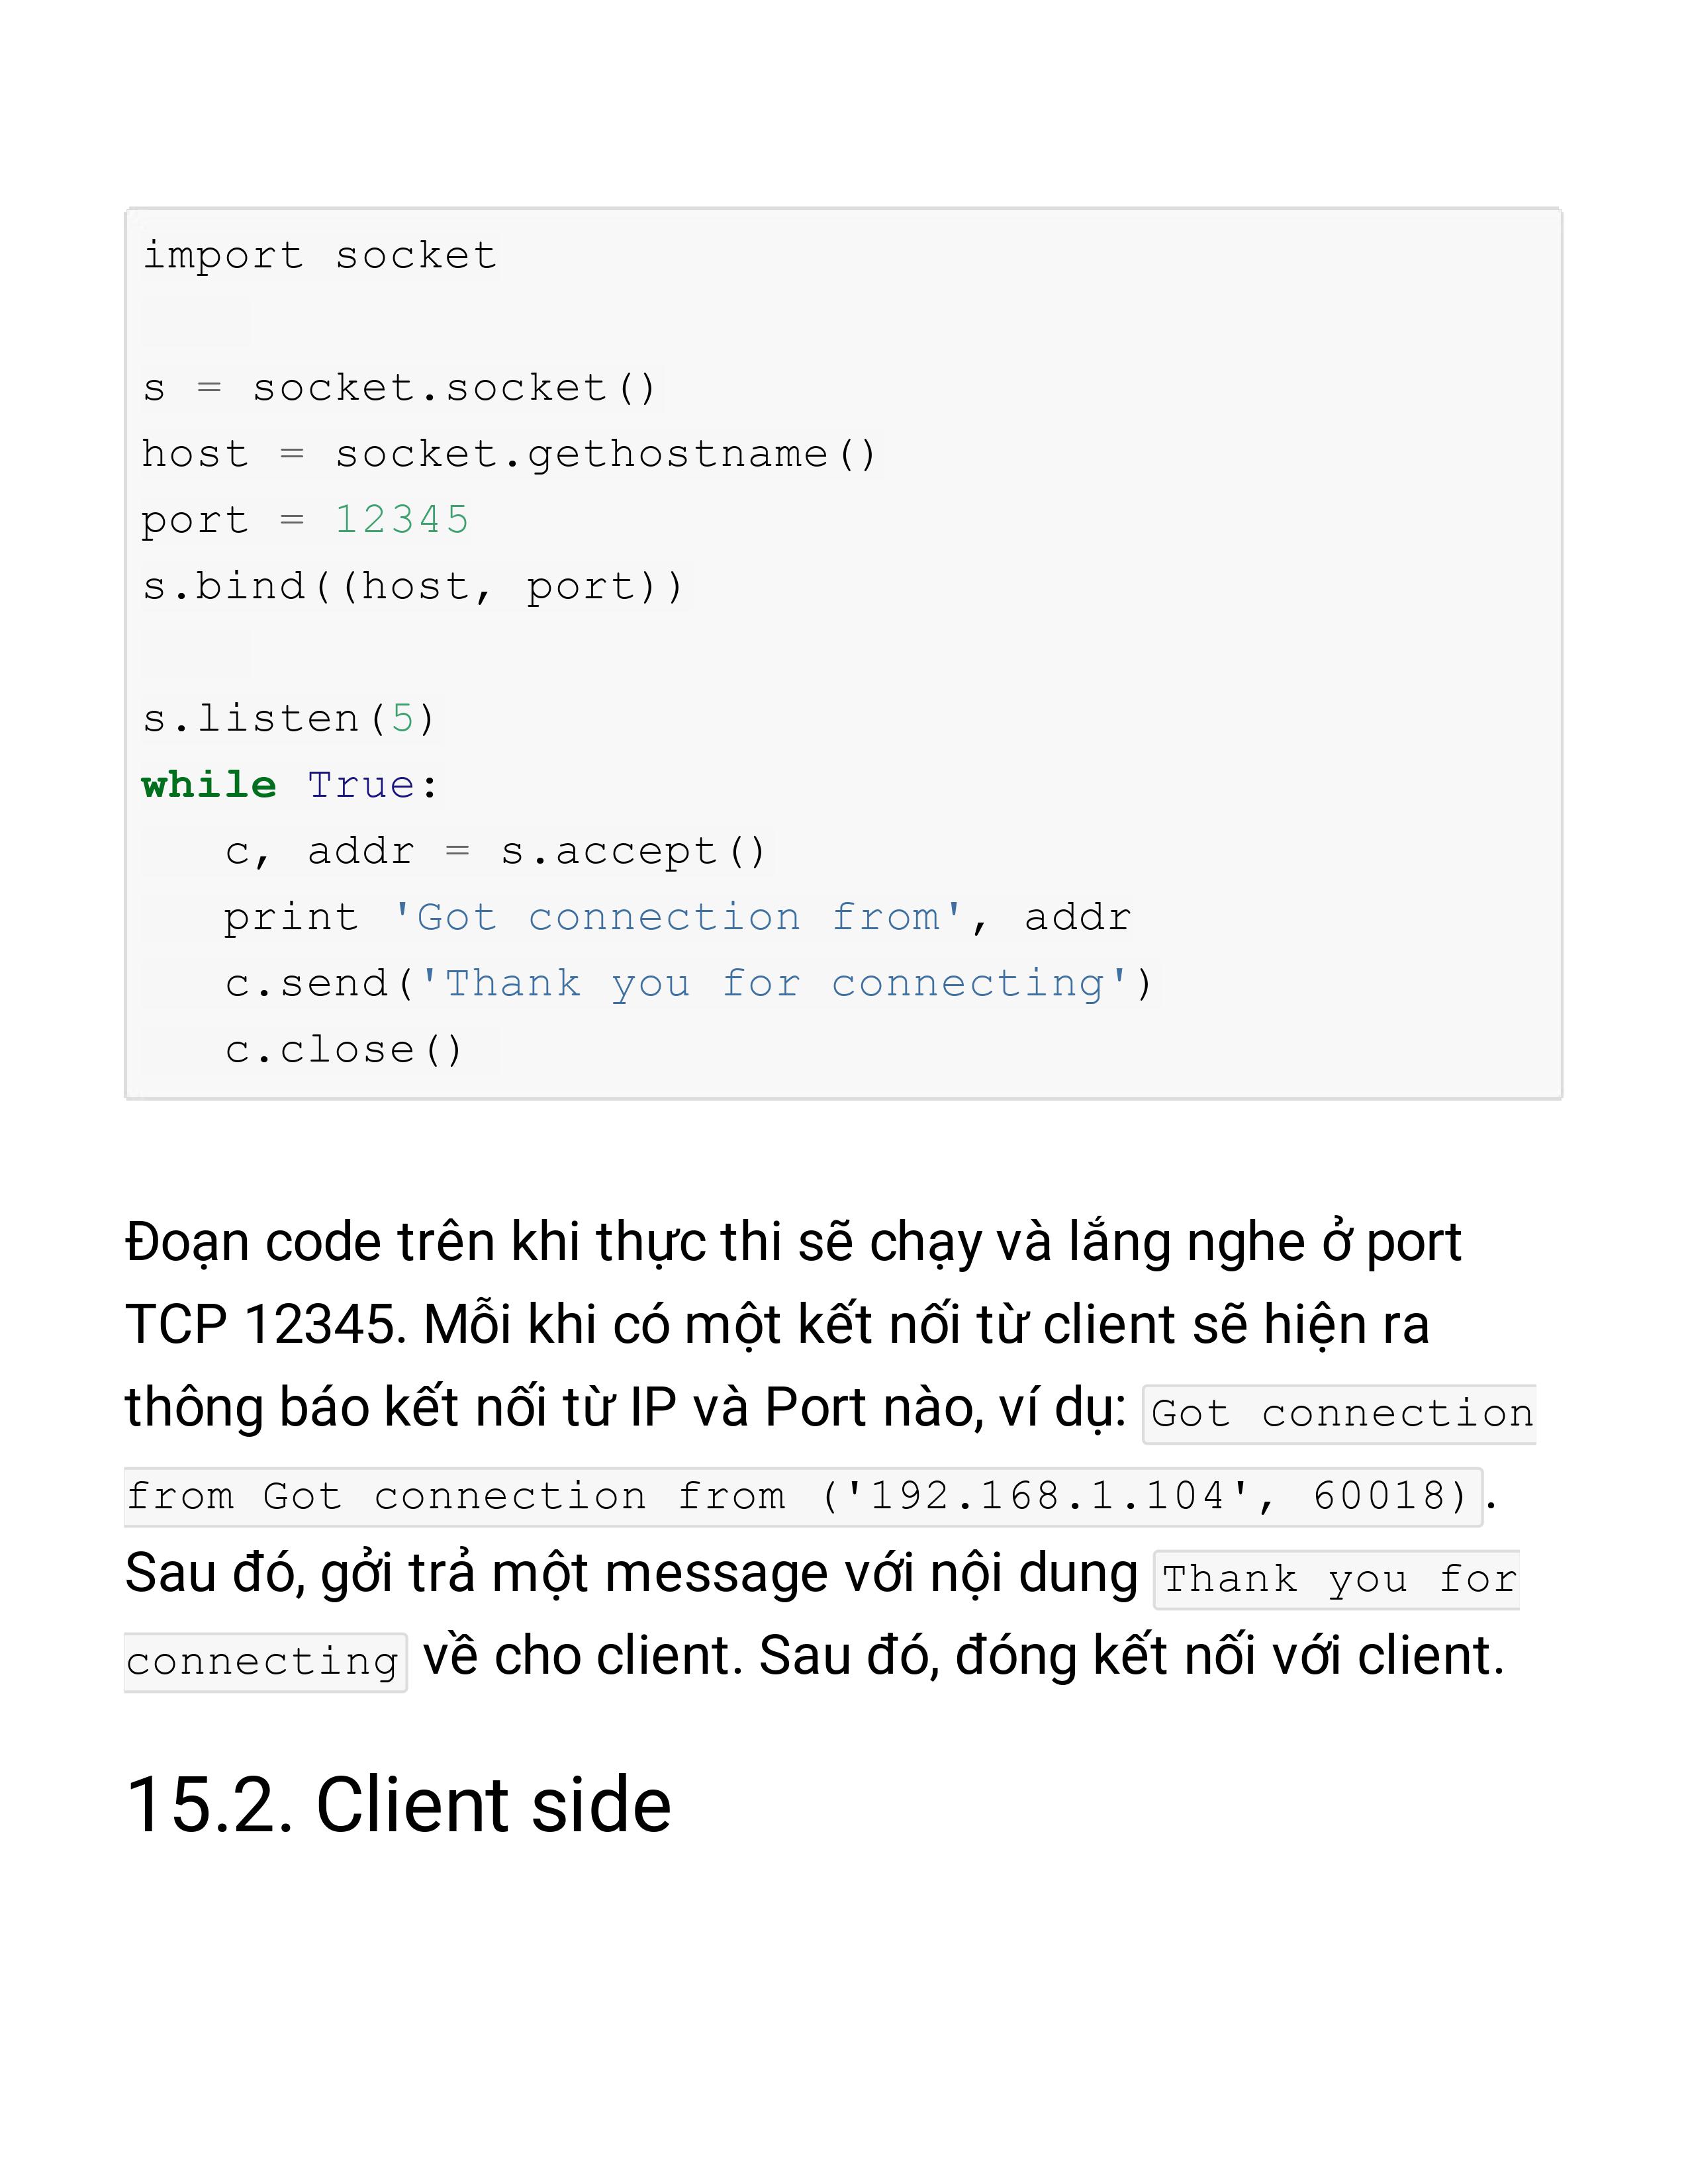 import socket
s = socket.socket()
host = socket.gethostname()
port = 12345
s.bind((host, port))
s.listen(5)
while True:
   c, addr = s.accept()
   print 'Got connection from', addr
   c.send('Thank you for connecting')
   c.close()
Đoạn code trên khi thực thi sẽ chạy và lắng nghe ở port
TCP 12345. Mỗi khi có một kết nối từ client sẽ hiện ra
thông báo kết nối từ IP và Port nào, ví dụ: Got connection
from Got connection from ('192.168.1.104', 60018).
Sau đó, gởi trả một message với nội dung Thank you for
connecting về cho client. Sau đó, đóng kết nối với client.
15.2. Client side